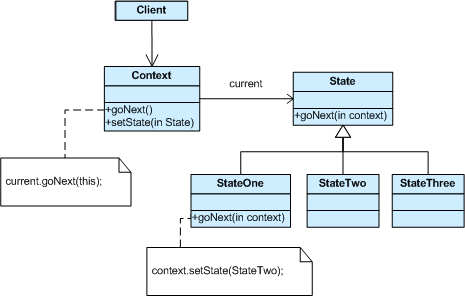 Client
Context
current
State
+goNext()
+setState(in State)
+goNext(in context)
current.goNext(this);
StateOne
StateTwo
StateThree
+goNext(in context)
context.setState(StateTwo);